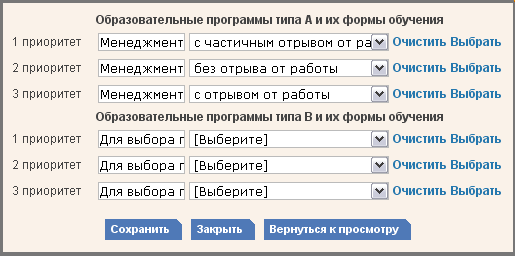 Образовательные программы типа А и их формы обучения
1 приоритет Менеджмент с частичным отрывом от ра Очистить Выбрать
2 приоритет Менеджмент без отрыва от работы Очистить Выбрать
3 приоритет Менеджмент с отрывом от работы Очистить Выбрать
Образовательные программы типа В и их формы обучения
1 приоритет Для выбора г [Выберите] Очистить Выбрать
2 приоритет Для выбора г [Выберите] Очистить Выбрать
3 приоритет Для выбора г [Выберите] Очистить Выбрать
Сохранить Закрыть Вернуться к просмотру